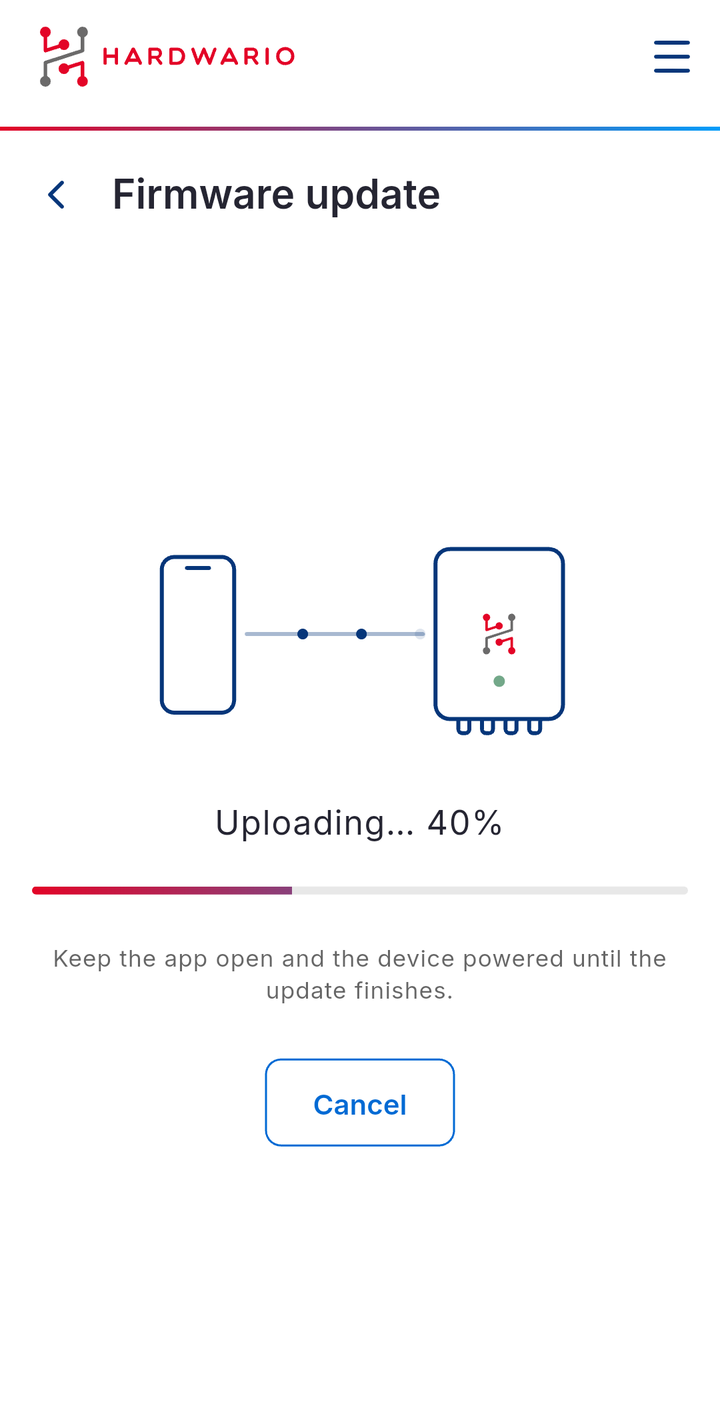 HARDWARIO
Firmware update
Uploading... 40%
Keep the app open and the device powered until the
update finishes.
Cancel